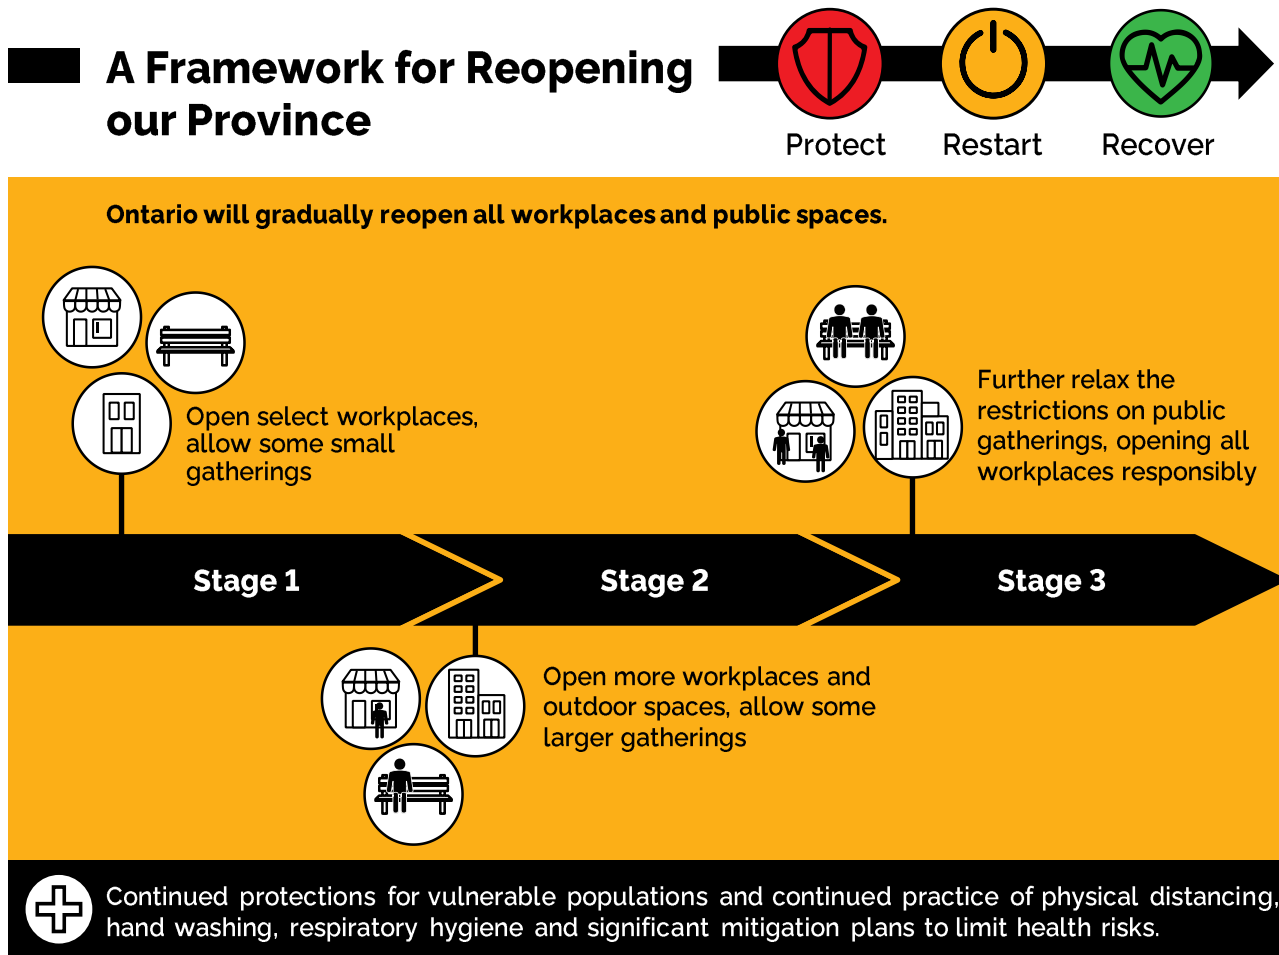 A Framework for Reopening
our Province
Protect
Restart
Recover
Ontario will gradually reopen all workplaces and public spaces.
Open select workplaces,
allow some small
gatherings
Further relax the
restrictions on public
gatherings, opening all
workplaces responsibly
Stage 1
Stage 2
Stage 3
Open more workplaces and
outdoor spaces, allow some
larger gatherings
Continued protections for vulnerable populations and continued practice of physical distancing,
hand washing, respiratory hygiene and significant mitigation plans to limit health risks.